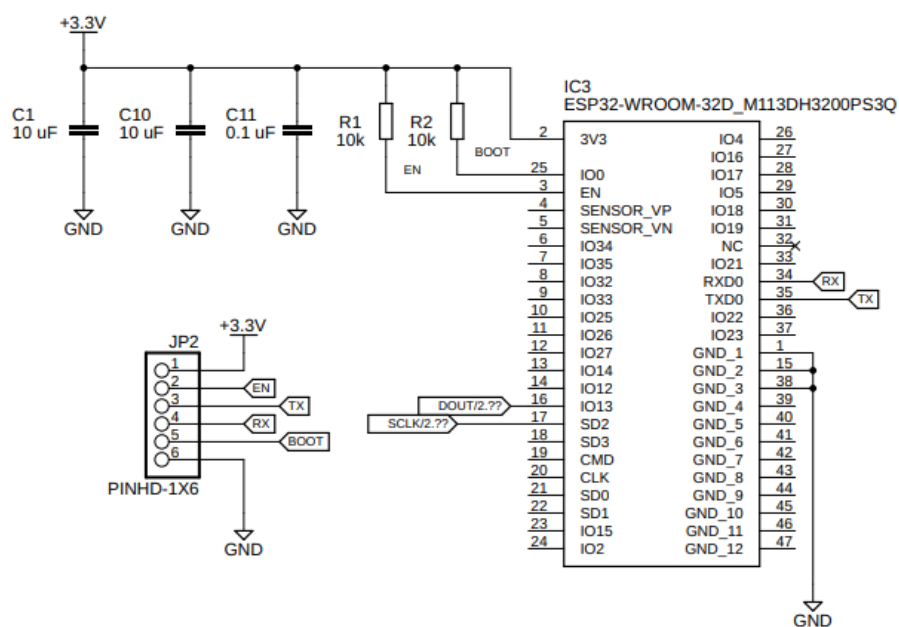 +3.3V
C1
10 uF
C10
10 uF
C11
0.1 uF
R1
10k
R2
10k
EN
BOOT
IC3
ESP32-WROOM-32D_M113DH3200PS3Q
2 3V3 IO4 26
IO16 27
25 IO0 IO17 28
3 EN IO5 29
4 SENSOR_VP IO18 30
5 SENSOR_VN IO19 31
6 IO34 NC 32
7 IO35 IO21 33
8 IO32 RXD0 34 RX
9 IO33 TXD0 35 TX
10 IO25 IO22 36
11 IO26 IO23 37
12 IO27 GND_1 1
13 IO14 GND_2 15
14 IO12 GND_3 38
DOUT/2.?? 16 IO13 GND_4 39
SCLK/2.?? 17 SD2 GND_5 40
18 SD3 GND_6 41
19 CMD GND_7 42
20 CLK GND_8 43
21 SD0 GND_9 44
22 SD1 GND_10 45
23 IO15 GND_11 46
24 IO2 GND_12 47
GND
GND
GND
GND
+3.3V
JP2
1
2 EN
3 TX
4 RX
5 BOOT
6
PINHD-1X6
GND